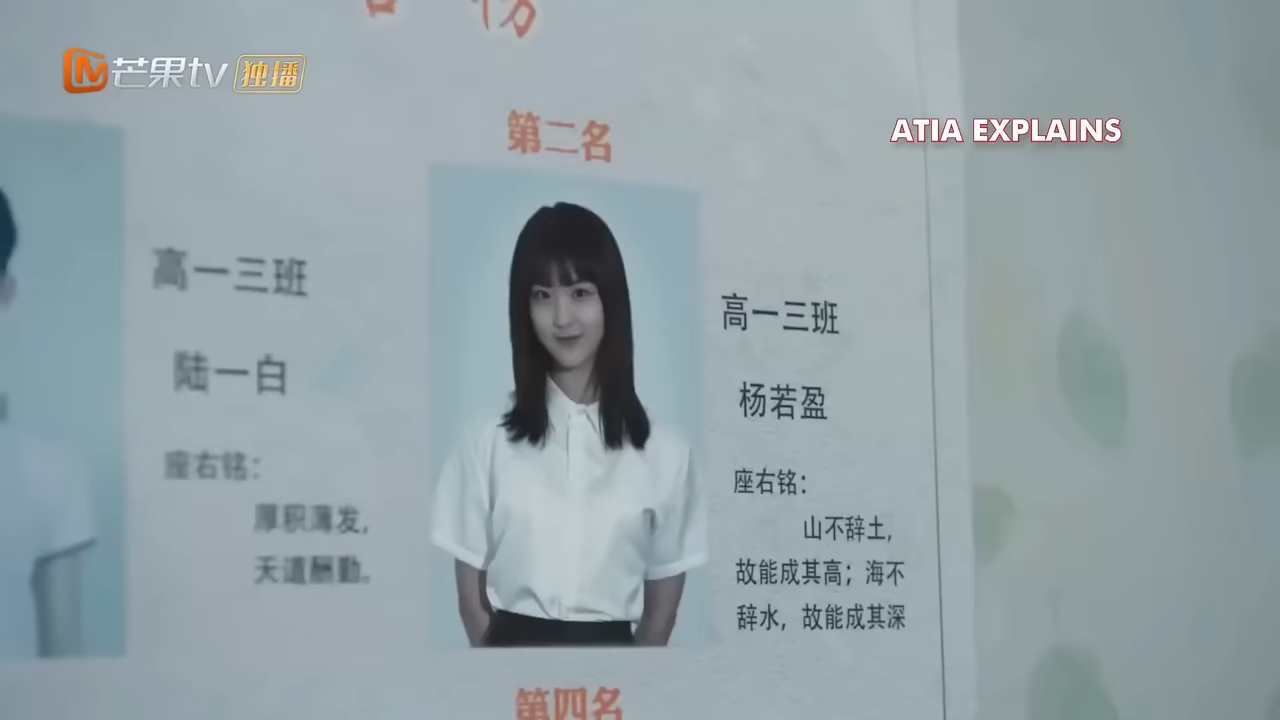 榜
芒果tv 独播
ATIA EXPLAINS
第二名
高一三班
陆一白
座右铭：
厚积薄发，
天道酬勤。
高一三班
杨若盈
座右铭：
山不辞土，
故能成其高；海不
辞水，故能成其深
第四名